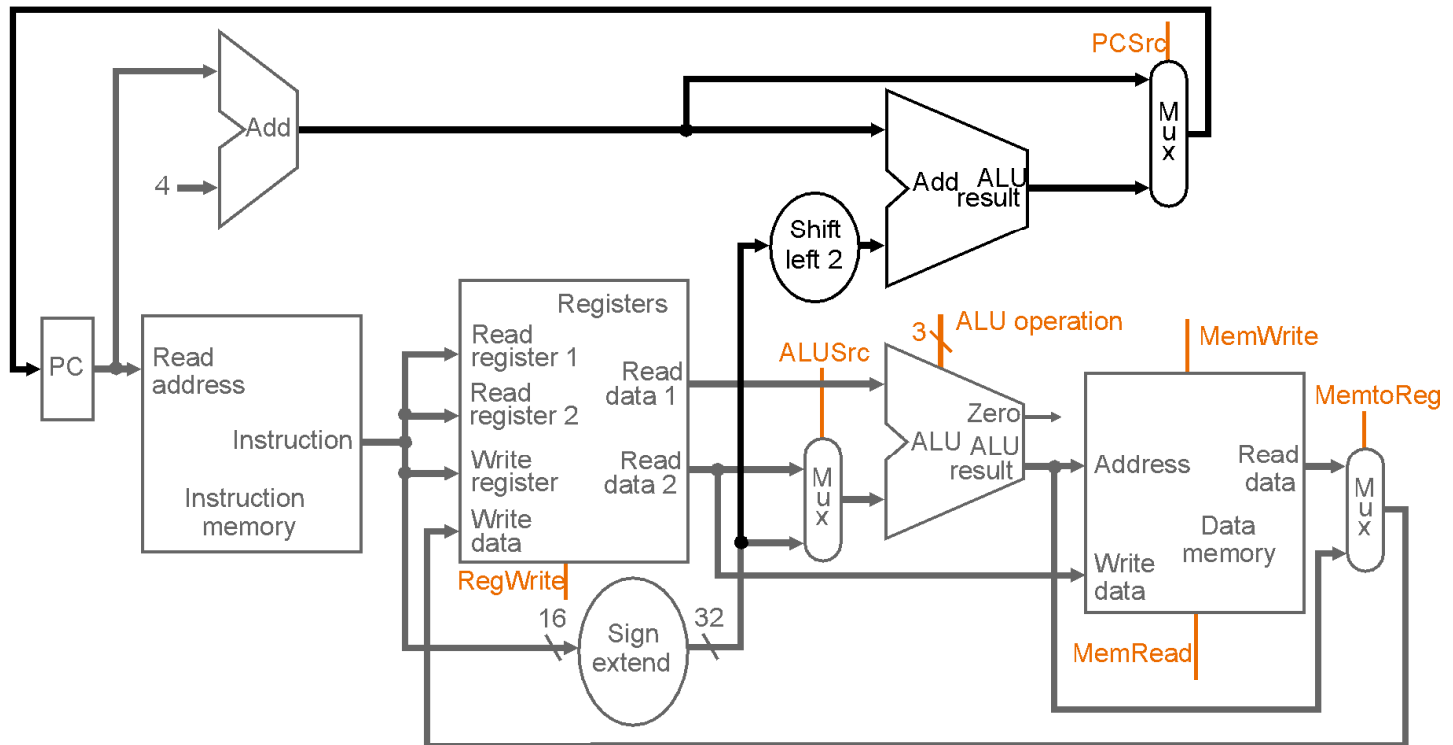 PCSrc
M
u
x
Add
4
Add
ALU
result
Shift
left 2
PC
Read
address
Instruction
Instruction
memory
Registers
Read
register 1
Read
register 2
Write
register
Write
data
Read
data 1
Read
data 2
RegWrite
16
Sign
extend
32
ALUSrc
M
u
x
3
ALU operation
Zero
ALU
ALU
result
MemWrite
Address
Read
data
Data
memory
Write
data
MemRead
MemtoReg
M
u
x